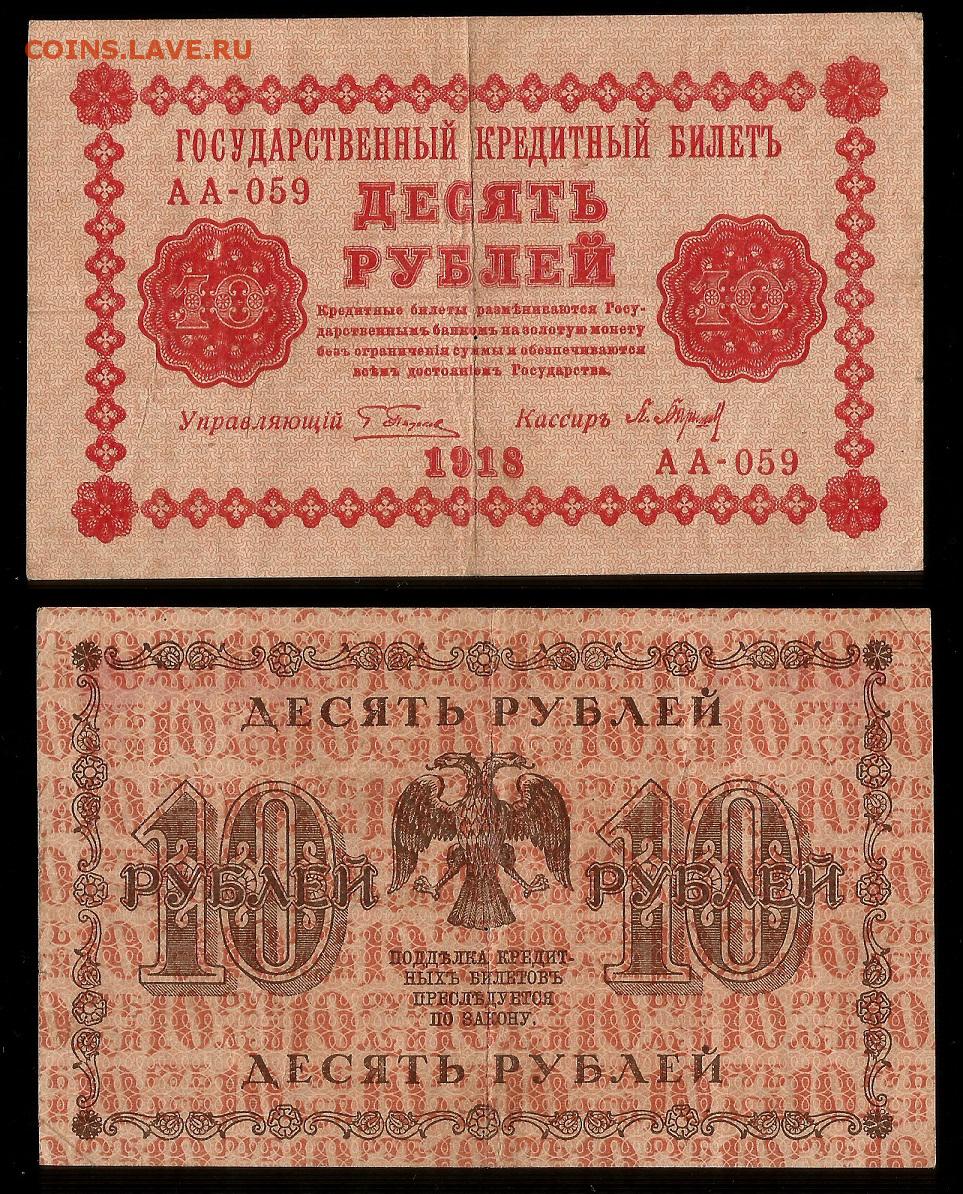 COINS.LAVE.RU
ГОСУДАРСТВЕННЫЙ КРЕДИТНЫЙ БИЛЕТЪ
АА-059
ДЕСЯТЬ
РУБЛЕЙ
10
10
Кредитные билеты размѣниваются Госу-
дарственнымъ банкомъ на золотую монету
безъ ограниченія суммы и обезпечиваются
всѣмъ достояніемъ Государства.
Управляющій
Кассиръ
1918
АА-059
ДЕСЯТЬ РУБЛЕЙ
10
РУБЛЕЙ
10
РУБЛЕЙ
ПОДДѢЛКА КРЕДИТ-
НЫХЪ БИЛЕТОВЪ
ПРЕСЛѢДУЕТСЯ
ПО ЗАКОНУ.
ДЕСЯТЬ РУБЛЕЙ